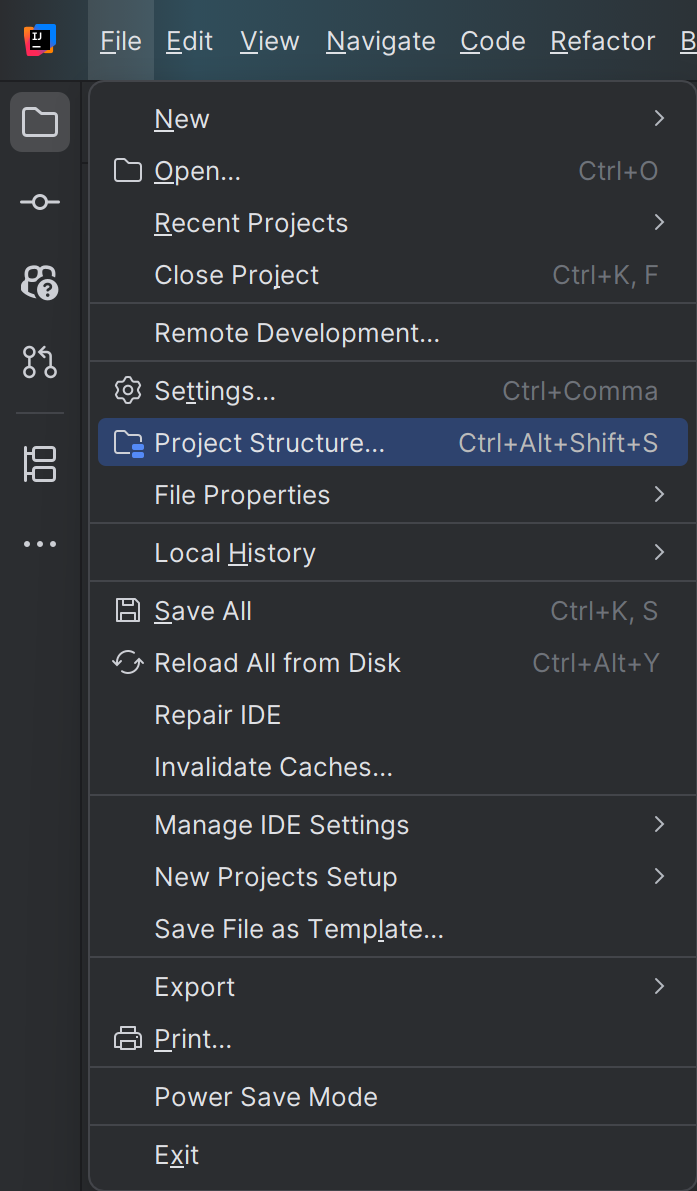 IJ
File Edit View Navigate Code Refactor B
New
Open... Ctrl+O
Recent Projects
Close Project Ctrl+K, F
Remote Development...
Settings... Ctrl+Comma
Project Structure... Ctrl+Alt+Shift+S
File Properties
Local History
Save All Ctrl+K, S
Reload All from Disk Ctrl+Alt+Y
Repair IDE
Invalidate Caches...
Manage IDE Settings
New Projects Setup
Save File as Template...
Export
Print...
Power Save Mode
Exit